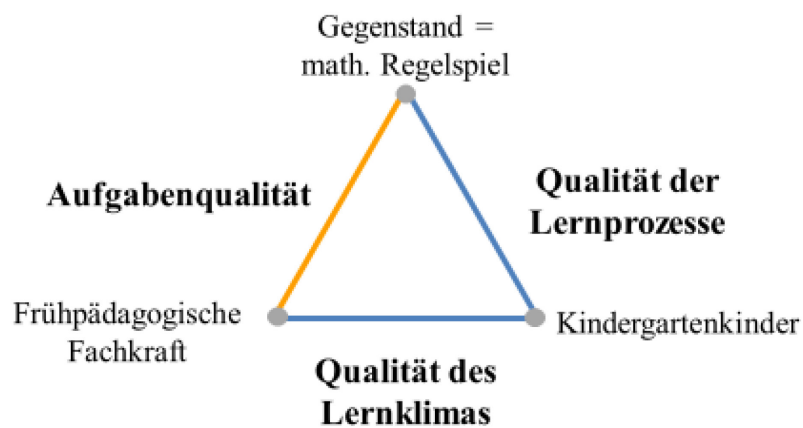 Gegenstand =
math. Regelspiel
Aufgabenqualität
Qualität der
Lernprozesse
Frühpädagogische
Fachkraft
Kindergartenkinder
Qualität des
Lernklimas